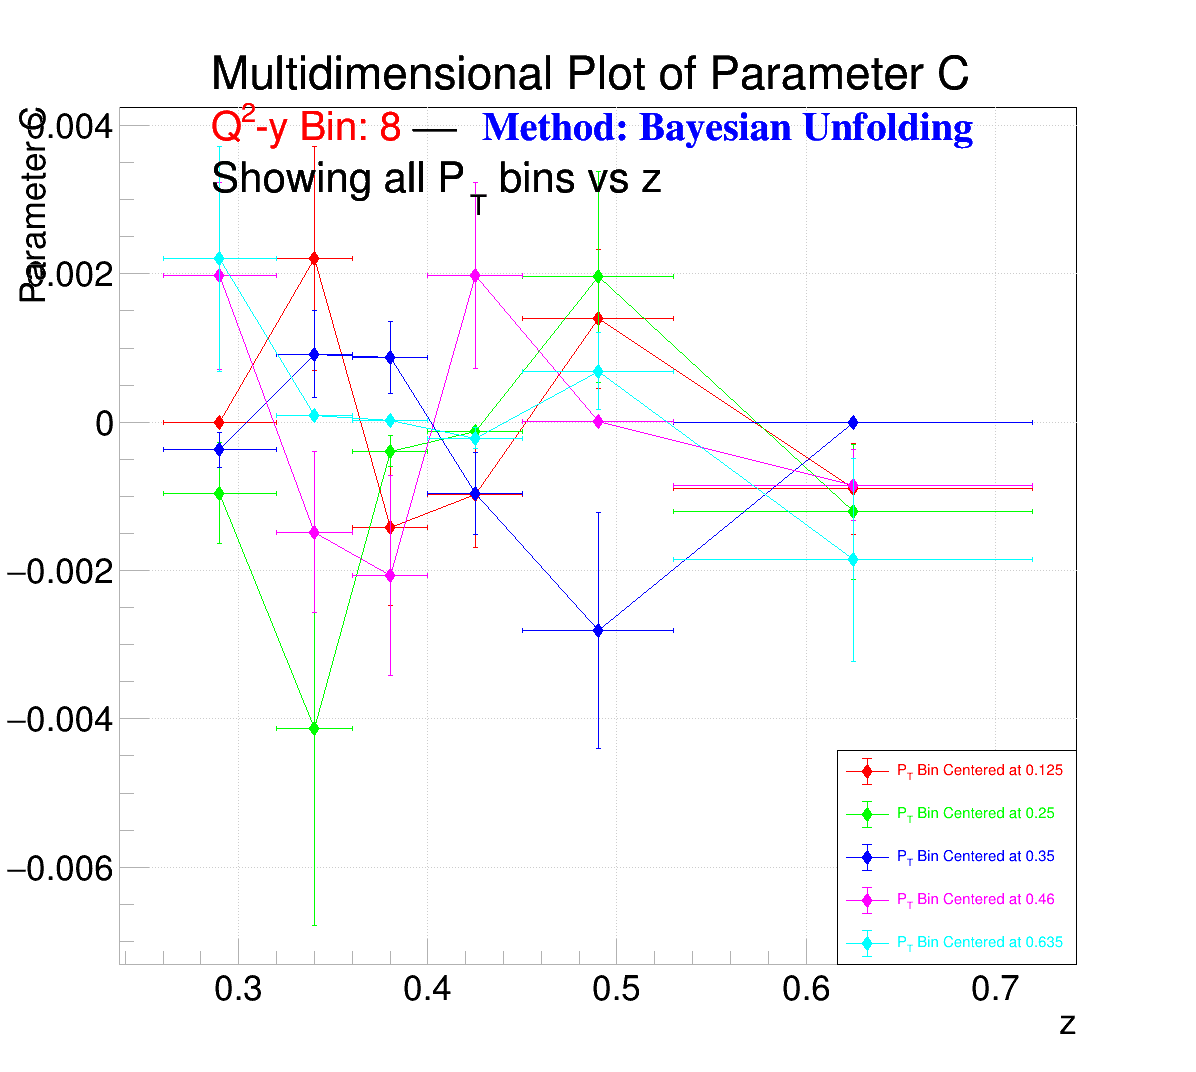 Multidimensional Plot of Parameter C
Q2-y Bin: 8 — Method: Bayesian Unfolding
Showing all PT bins vs z
Parameter C
0.004
0.002
0
−0.002
−0.004
−0.006
0.3 0.4 0.5 0.6 0.7
z
PT Bin Centered at 0.125
PT Bin Centered at 0.25
PT Bin Centered at 0.35
PT Bin Centered at 0.46
PT Bin Centered at 0.635